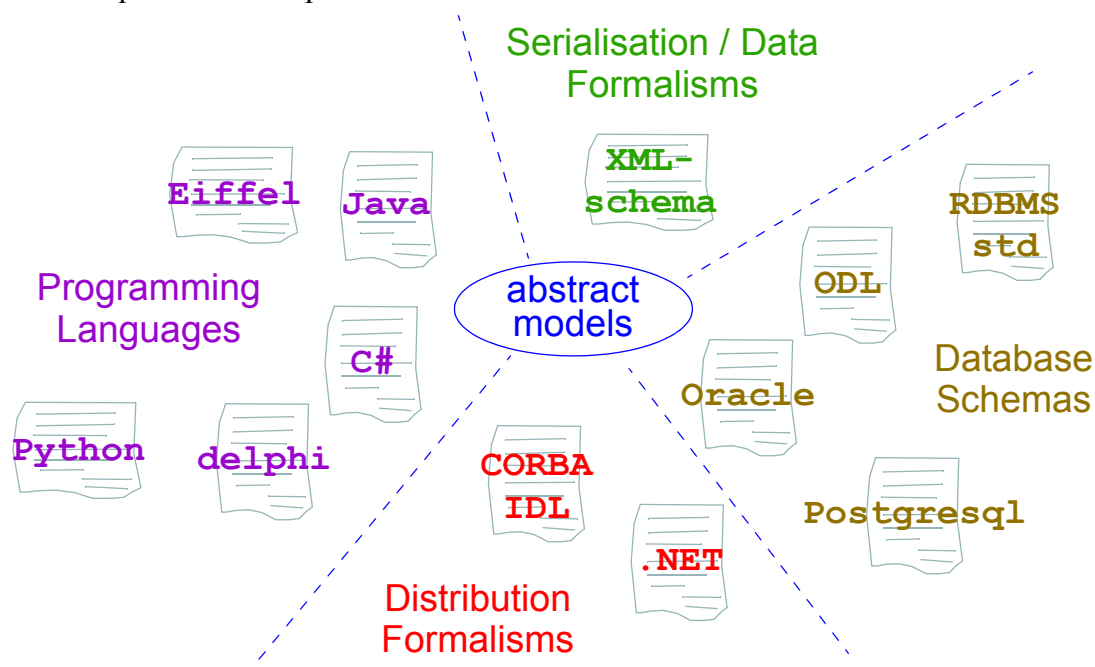 Serialisation / Data
Formalisms
XML-
schema
Eiffel
Java
RDBMS
std
ODL
Programming
Languages
abstract
models
C#
Oracle
Database
Schemas
Python
delphi
CORBA
IDL
Postgresql
.NET
Distribution
Formalisms